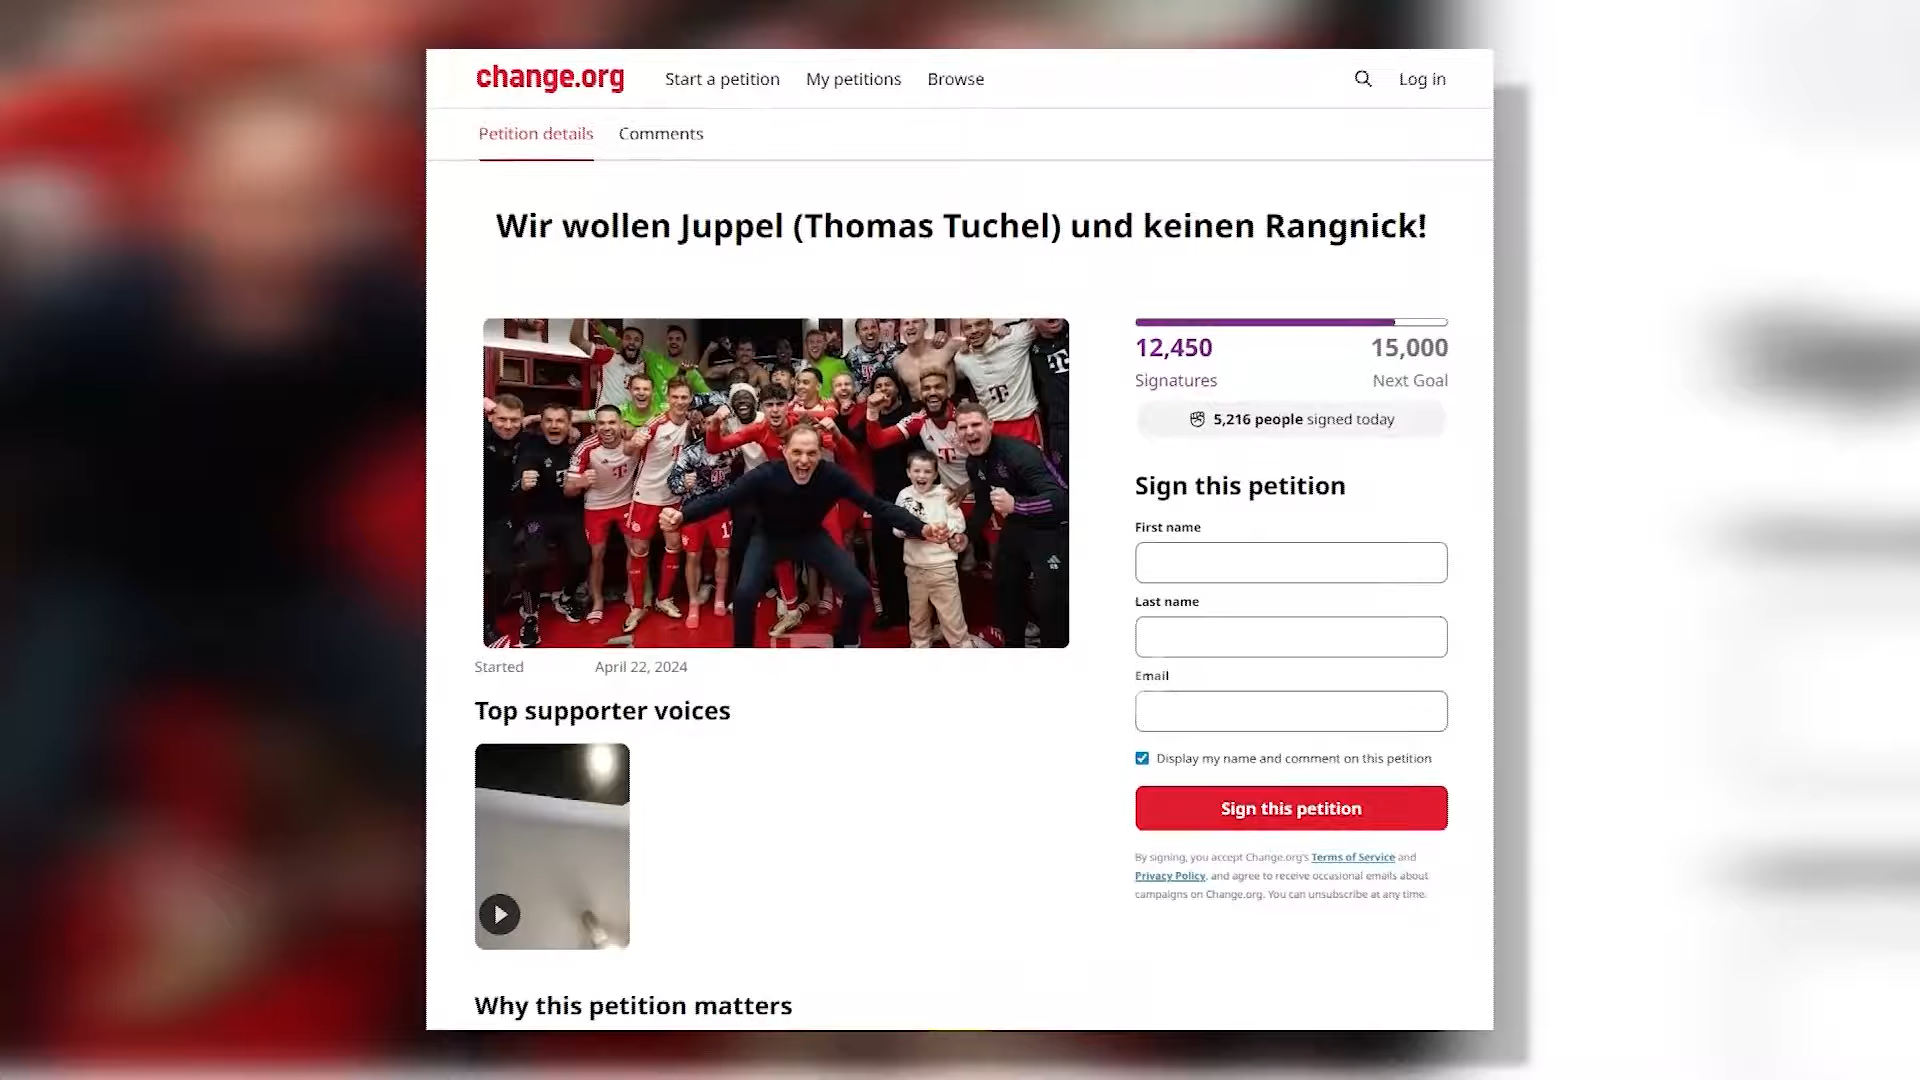 change.org
Start a petition
My petitions
Browse
Log in
Petition details
Comments
Wir wollen Juppel (Thomas Tuchel) und keinen Rangnick!
12,450
15,000
Signatures
Next Goal
5,216 people signed today
Sign this petition
First name
Last name
Email
Display my name and comment on this petition
Sign this petition
By signing, you accept Change.org's Terms of Service and
Privacy Policy, and agree to receive occasional emails about
campaigns on Change.org. You can unsubscribe at any time.
Started
April 22, 2024
Top supporter voices
Why this petition matters